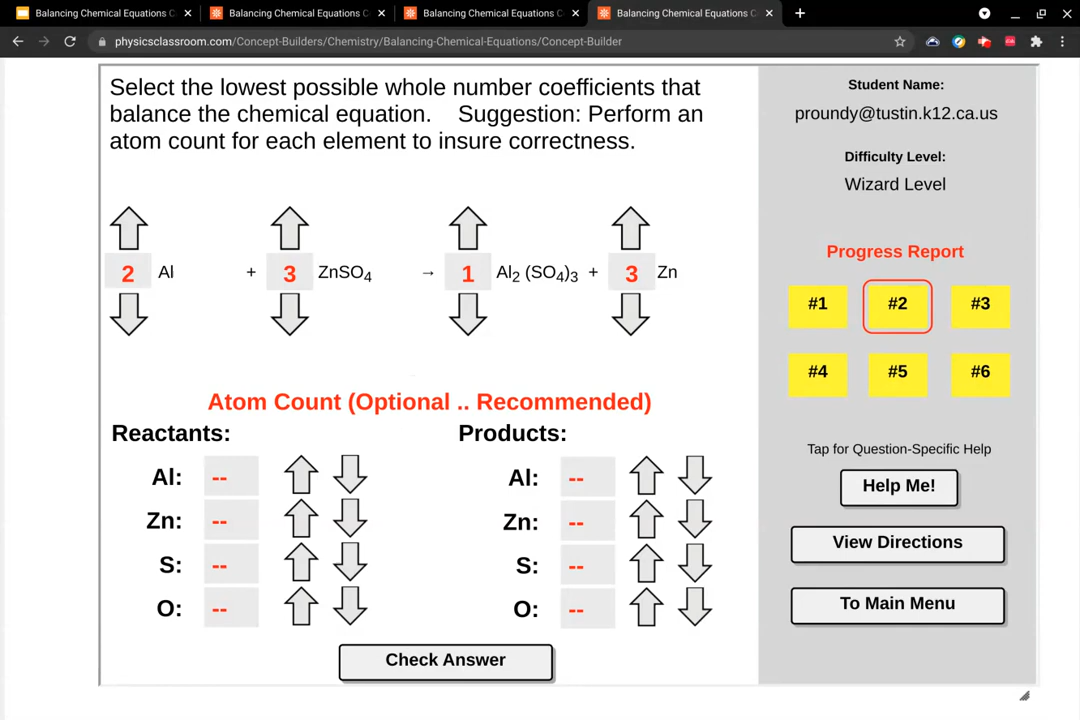 Balancing Chemical Equations C
Balancing Chemical Equations C
Balancing Chemical Equations C
Balancing Chemical Equations C
physicsclassroom.com/Concept-Builders/Chemistry/Balancing-Chemical-Equations/Concept-Builder
Select the lowest possible whole number coefficients that
balance the chemical equation. Suggestion: Perform an
atom count for each element to insure correctness.
2 Al + 3 ZnSO₄ → 1 Al₂ (SO₄)₃ + 3 Zn
Atom Count (Optional .. Recommended)
Reactants:
Al: --
Zn: --
S: --
O: --
Products:
Al: --
Zn: --
S: --
O: --
Check Answer
Student Name:
proundy@tustin.k12.ca.us
Difficulty Level:
Wizard Level
Progress Report
#1 #2 #3
#4 #5 #6
Tap for Question-Specific Help
Help Me!
View Directions
To Main Menu